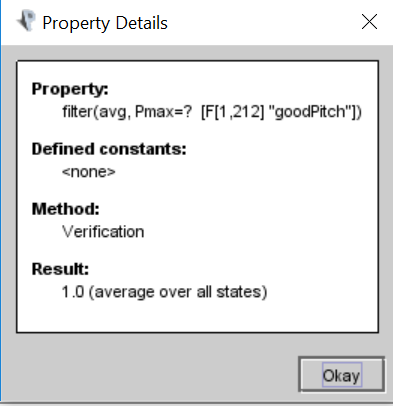 Property Details
Property:
filter(avg, Pmax=? [F[1,212] "goodPitch"])
Defined constants:
<none>
Method:
Verification
Result:
1.0 (average over all states)
Okay